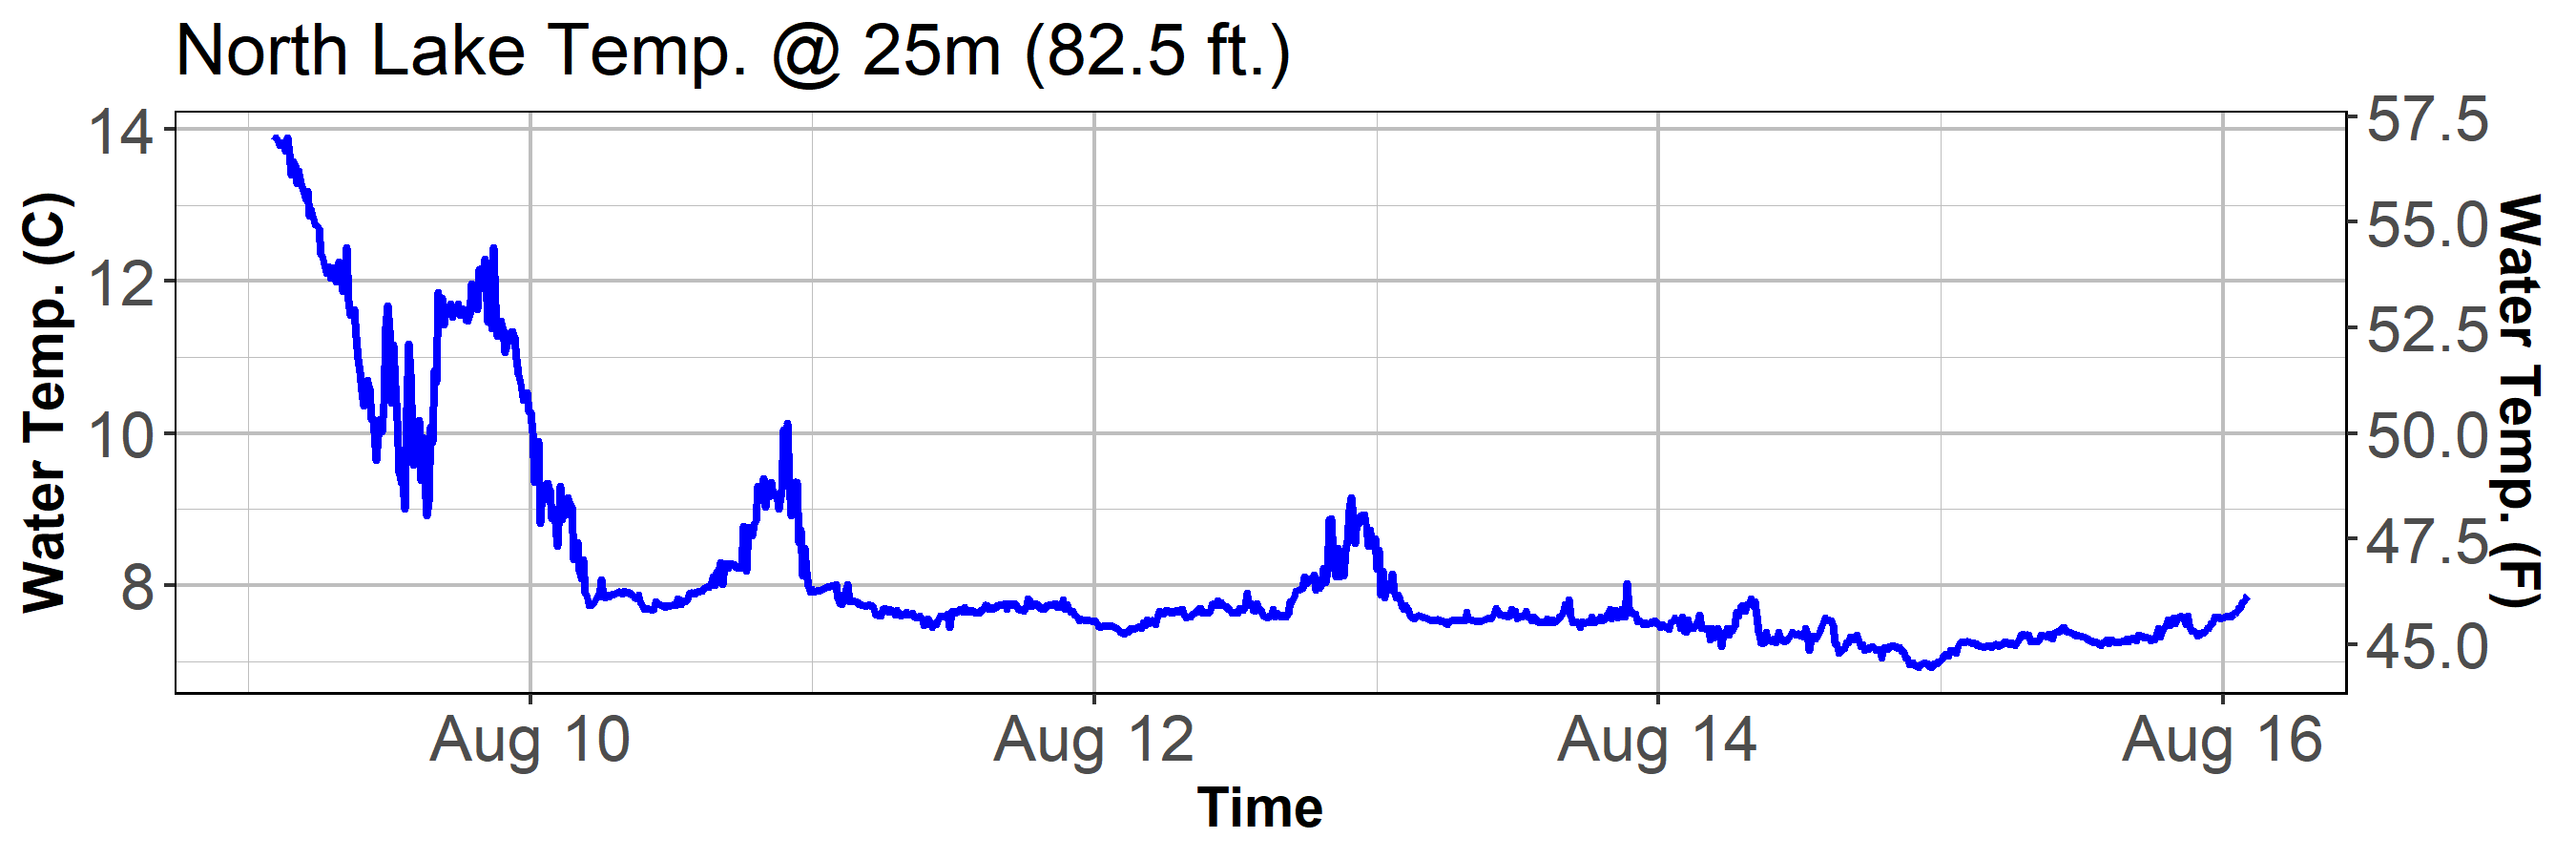 North Lake Temp. @ 25m (82.5 ft.)
Water Temp. (C)
14
12
10
8
57.5
55.0
52.5
50.0
47.5
45.0
Water Temp. (F)
Aug 10
Aug 12
Aug 14
Aug 16
Time